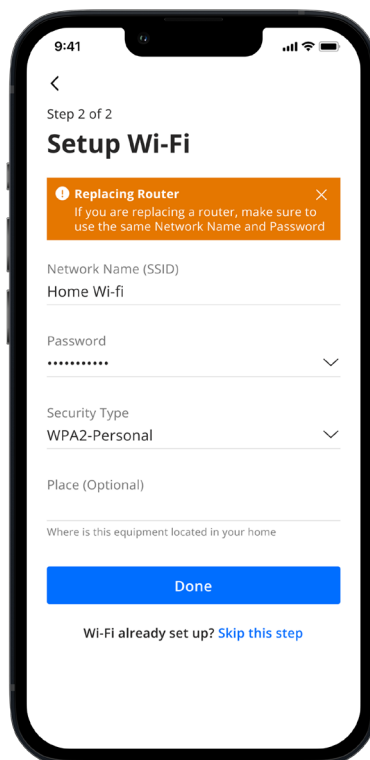 9:41
Step 2 of 2
Setup Wi-Fi
Replacing Router
If you are replacing a router, make sure to
use the same Network Name and Password
Network Name (SSID)
Home Wi-fi
Password
•••••••••••
Security Type
WPA2-Personal
Place (Optional)
Where is this equipment located in your home
Done
Wi-Fi already set up? Skip this step